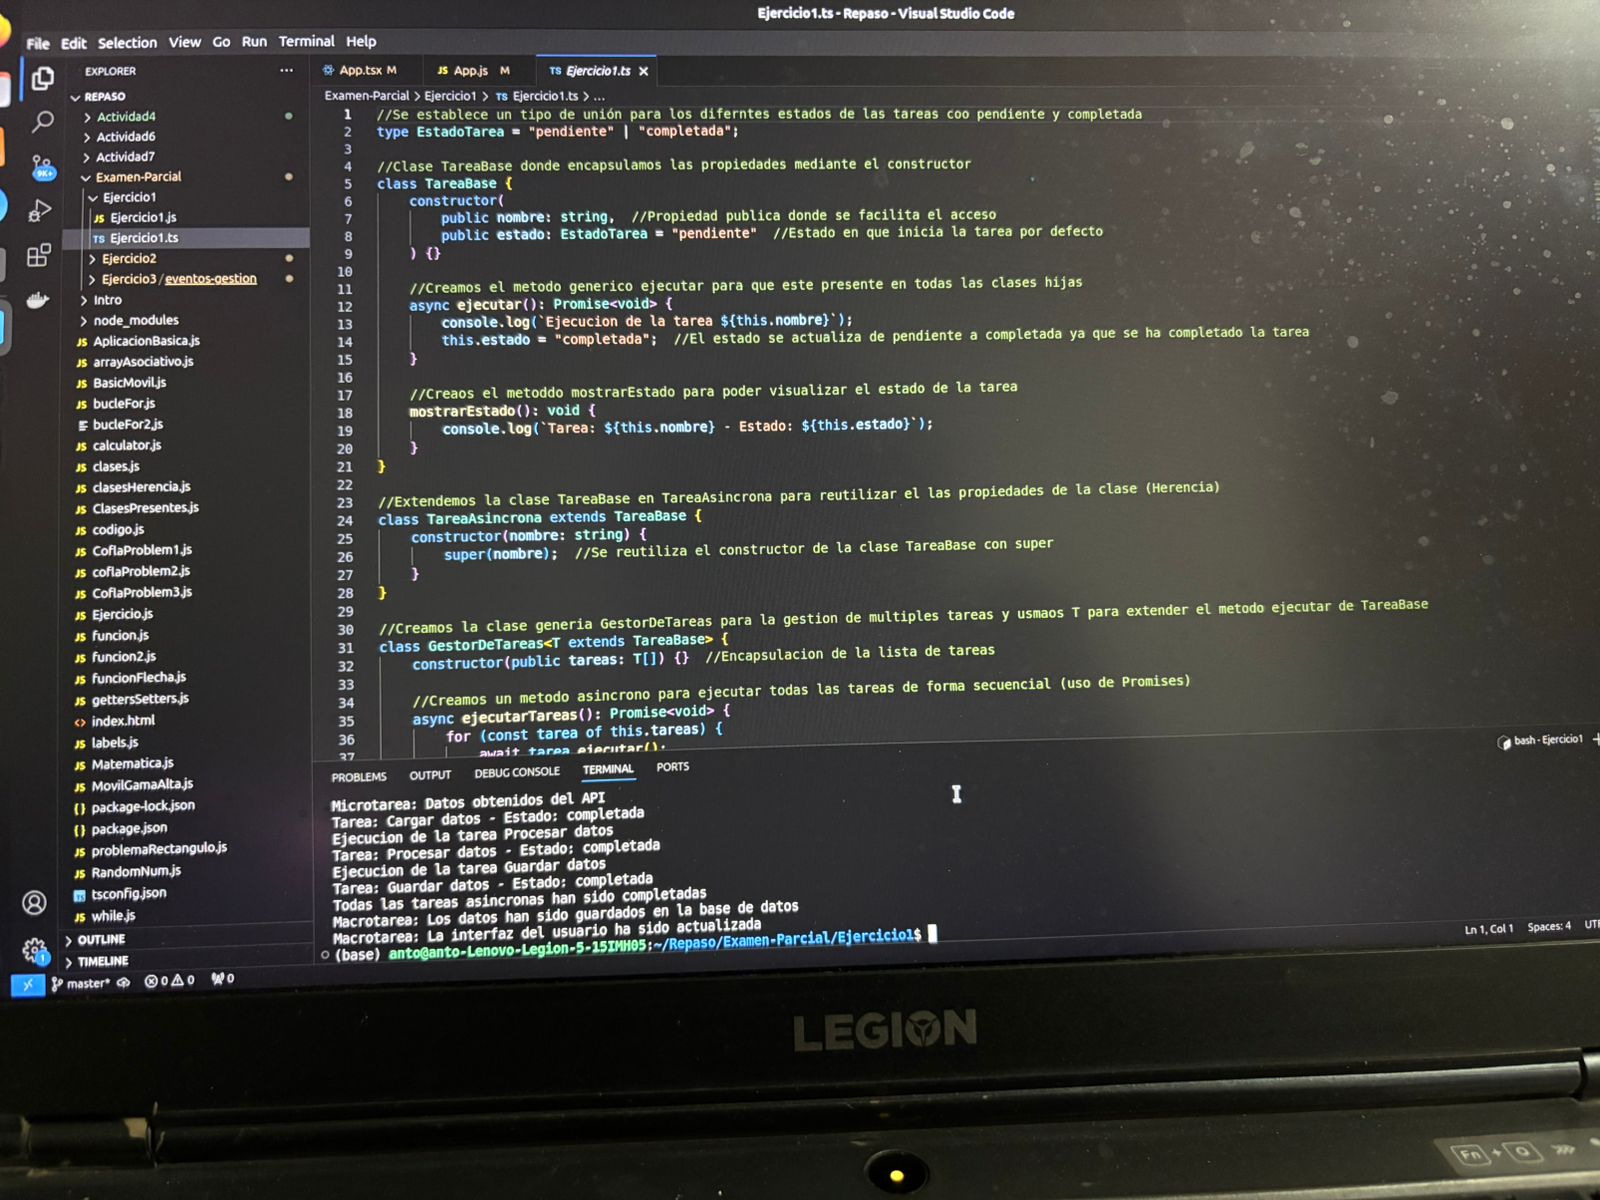 Ejercicio1.ts - Repaso - Visual Studio Code
File Edit Selection View Go Run Terminal Help
EXPLORER ...
App.tsx M
JS App.js M
TS Ejercicio1.ts
REPASO
Examen-Parcial > Ejercicio1 > TS Ejercicio1.ts > ...
Actividad4
Actividad6
Actividad7
Examen-Parcial
Ejercicio1
JS Ejercicio1.js
TS Ejercicio1.ts
Ejercicio2
Ejercicio3 / eventos-gestion
Intro
node_modules
JS AplicacionBasica.js
JS arrayAsociativo.js
JS BasicMovil.js
JS bucleFor.js
bucleFor2.js
JS calculator.js
JS clases.js
JS clasesHerencia.js
JS ClasesPresentes.js
JS codigo.js
JS CoflaProblem1.js
JS coflaProblem2.js
JS CoflaProblem3.js
JS Ejercicio.js
JS funcion.js
JS funcion2.js
JS funcionFlecha.js
JS gettersSetters.js
<> index.html
JS labels.js
JS Matematica.js
JS MovilGamaAlta.js
{} package-lock.json
{} package.json
JS problemaRectangulo.js
JS RandomNum.js
tsconfig.json
JS while.js
OUTLINE
TIMELINE
9K+
1
1 //Se establece un tipo de unión para los diferntes estados de las tareas coo pendiente y completada
2 type EstadoTarea = "pendiente" | "completada";
3
4 //Clase TareaBase donde encapsulamos las propiedades mediante el constructor
5 class TareaBase {
6 constructor(
7 public nombre: string, //Propiedad publica donde se facilita el acceso
8 public estado: EstadoTarea = "pendiente" //Estado en que inicia la tarea por defecto
9 ) {}
10
11 //Creamos el metodo generico ejecutar para que este presente en todas las clases hijas
12 async ejecutar(): Promise<void> {
13 console.log(`Ejecucion de la tarea ${this.nombre}`);
14 this.estado = "completada"; //El estado se actualiza de pendiente a completada ya que se ha completado la tarea
15 }
16
17 //Creaos el metoddo mostrarEstado para poder visualizar el estado de la tarea
18 mostrarEstado(): void {
19 console.log(`Tarea: ${this.nombre} - Estado: ${this.estado}`);
20 }
21 }
22
23 //Extendemos la clase TareaBase en TareaAsincrona para reutilizar el las propiedades de la clase (Herencia)
24 class TareaAsincrona extends TareaBase {
25 constructor(nombre: string) {
26 super(nombre); //Se reutiliza el constructor de la clase TareaBase con super
27 }
28 }
29
30 //Creamos la clase generia GestorDeTareas para la gestion de multiples tareas y usmaos T para extender el metodo ejecutar de TareaBase
31 class GestorDeTareas<T extends TareaBase> {
32 constructor(public tareas: T[]) {} //Encapsulacion de la lista de tareas
33
34 //Creamos un metodo asincrono para ejecutar todas las tareas de forma secuencial (uso de Promises)
35 async ejecutarTareas(): Promise<void> {
36 for (const tarea of this.tareas) {
37 await tarea.ejecutar();
PROBLEMS OUTPUT DEBUG CONSOLE TERMINAL PORTS
bash - Ejercicio1
Microtarea: Datos obtenidos del API
Tarea: Cargar datos - Estado: completada
Ejecucion de la tarea Procesar datos
Tarea: Procesar datos - Estado: completada
Ejecucion de la tarea Guardar datos
Tarea: Guardar datos - Estado: completada
Todas las tareas asincronas han sido completadas
Macrotarea: Los datos han sido guardados en la base de datos
Macrotarea: La interfaz del usuario ha sido actualizada
(base) anto@anto-Lenovo-Legion-5-15IMH05:~/Repaso/Examen-Parcial/Ejercicio1$
master* 0 0 0
Ln 1, Col 1 Spaces: 4 UTF
LEGION
Fn + Q